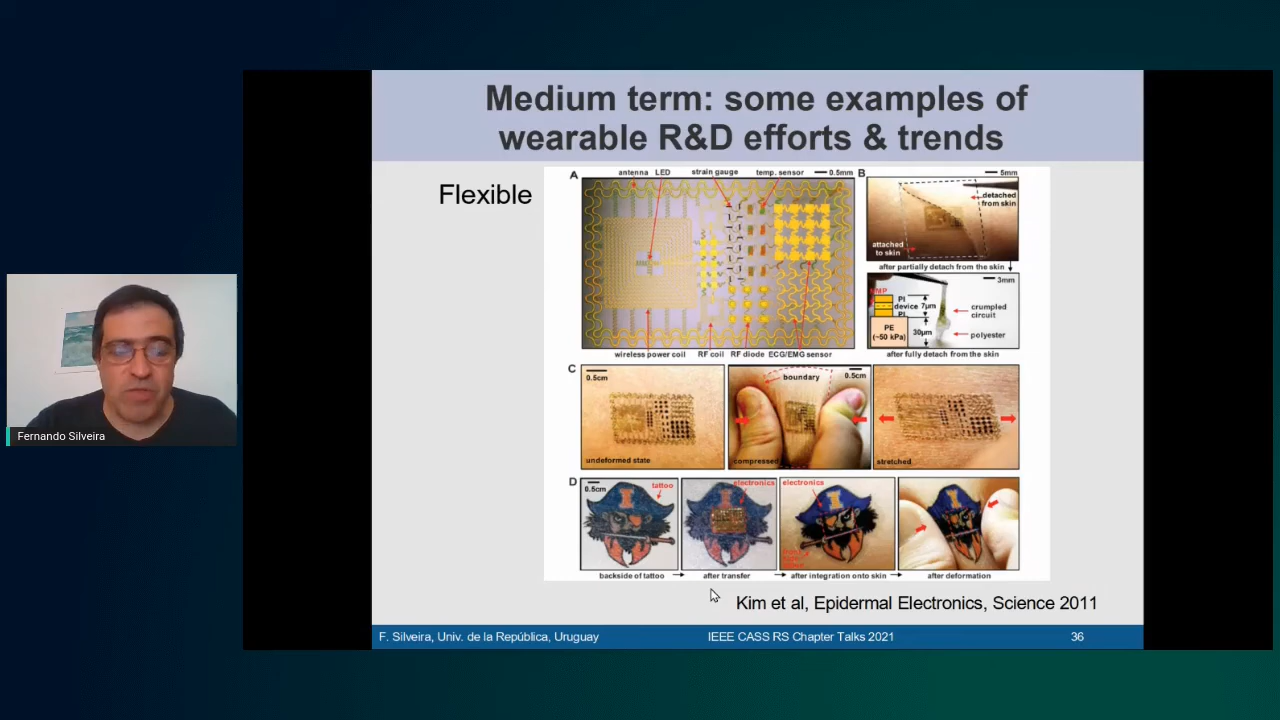 Medium term: some examples of
wearable R&D efforts & trends
Flexible
A
antenna LED strain gauge temp. sensor 0.5mm
wireless power coil RF coil RF diode ECG/EMG sensor
B
5mm
detached
from skin
attached
to skin
after partially detach from the skin
3mm
PI
device 7µm
PI
PE
(~50 kPa)
30µm
crumpled
circuit
polyester
after fully detach from the skin
C
0.5cm
undeformed state
boundary
0.5cm
compressed
stretched
D
0.5cm
tattoo
electronics
electronics
backside of tattoo
after transfer
after integration onto skin
after deformation
Kim et al, Epidermal Electronics, Science 2011
F. Silveira, Univ. de la República, Uruguay
IEEE CASS RS Chapter Talks 2021
36
Fernando Silveira